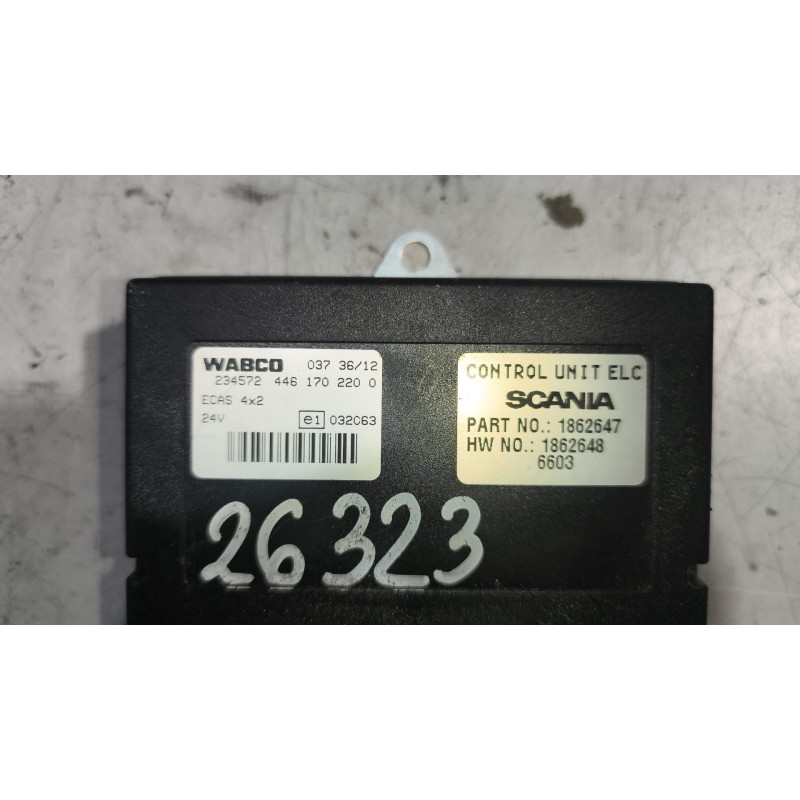 WABCO 037 36/12
234572 446 170 220 0
ECAS 4x2
24V e1 032C63
CONTROL UNIT ELC
SCANIA
PART NO.: 1862647
HW NO.: 1862648
6603
26323